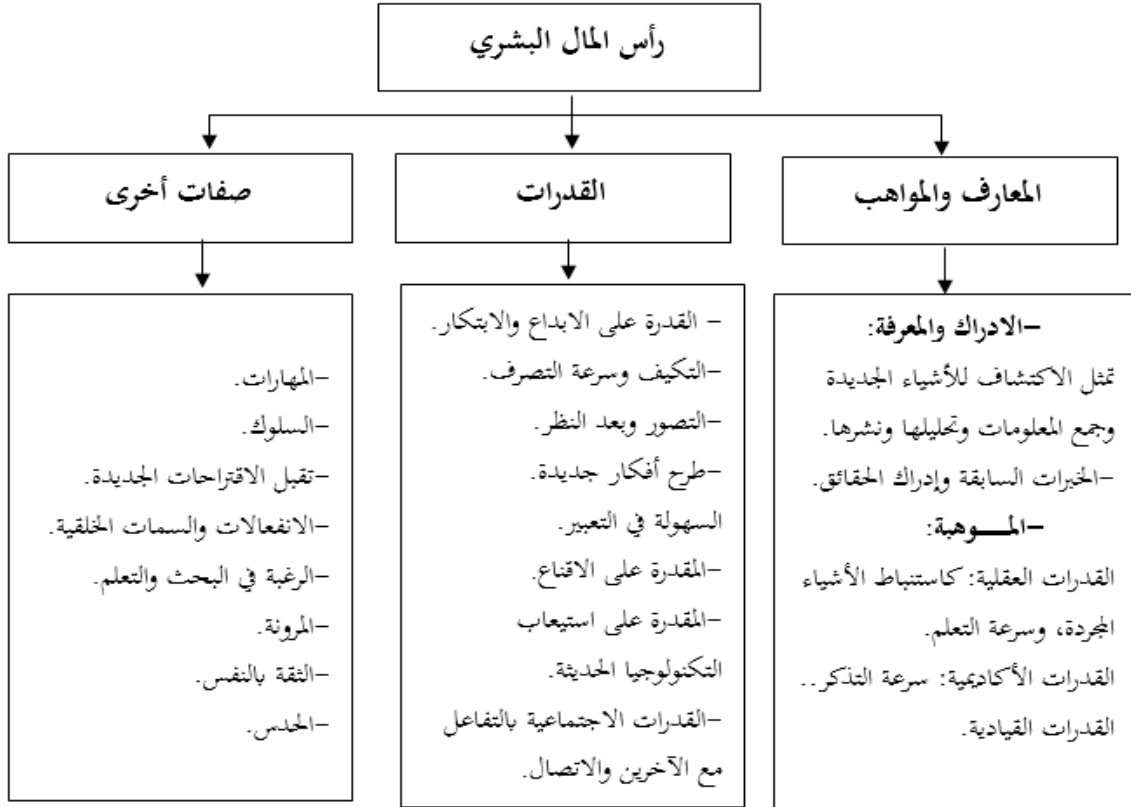 رأس المال البشري
المعارف والمواهب
القدرات
صفات أخرى
-الادراك والمعرفة:
تمثل الاكتشاف للأشياء الجديدة
وجمع المعلومات وتحليلها ونشرها.
-الخبرات السابقة وإدراك الحقائق.
-المـــوهبة:
القدرات العقلية: كاستنباط الأشياء
المجردة، وسرعة التعلم.
القدرات الأكاديمية: سرعة التذكر..
القدرات القيادية.
- القدرة على الابداع والابتكار.
-التكيف وسرعة التصرف.
-التصور وبعد النظر.
-طرح أفكار جديدة.
السهولة في التعبير.
-المقدرة على الاقناع.
-المقدرة على استيعاب
التكنولوجيا الحديثة.
-القدرات الاجتماعية بالتفاعل
مع الآخرين والاتصال.
-المهارات.
-السلوك.
-تقبل الاقتراحات الجديدة.
-الانفعالات والسمات الخلقية.
-الرغبة في البحث والتعلم.
-المرونة.
-الثقة بالنفس.
-الحدس.